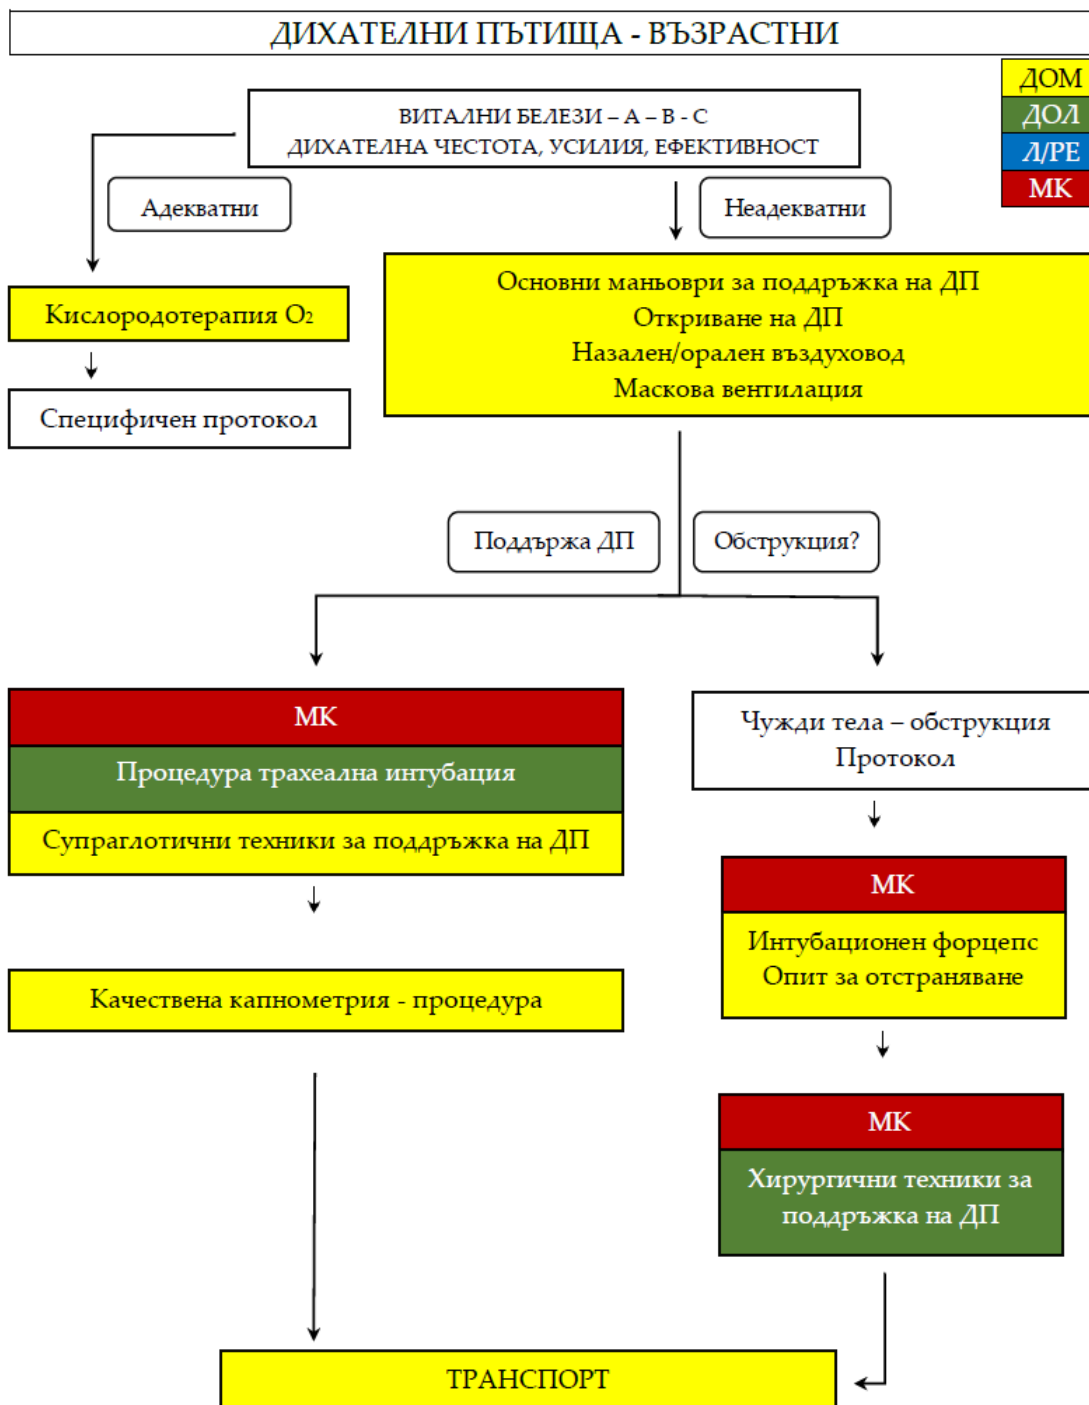 ДИХАТЕЛНИ ПЪТИЩА - ВЪЗРАСТНИ
ДОМ
ДОЛ
Л/РЕ
МК
ВИТАЛНИ БЕЛЕЗИ – А – В - С
ДИХАТЕЛНА ЧЕСТОТА, УСИЛИЯ, ЕФЕКТИВНОСТ
Адекватни
Неадекватни
Кислородотерапия O2
Специфичен протокол
Основни маньоври за поддръжка на ДП
Откриване на ДП
Назален/орален въздуховод
Маскова вентилация
Поддържа ДП
Обструкция?
МК
Процедура трахеална интубация
Супраглотични техники за поддръжка на ДП
Качествена капнометрия - процедура
Чужди тела – обструкция
Протокол
МК
Интубационен форцепс
Опит за отстраняване
МК
Хирургични техники за
поддръжка на ДП
ТРАНСПОРТ